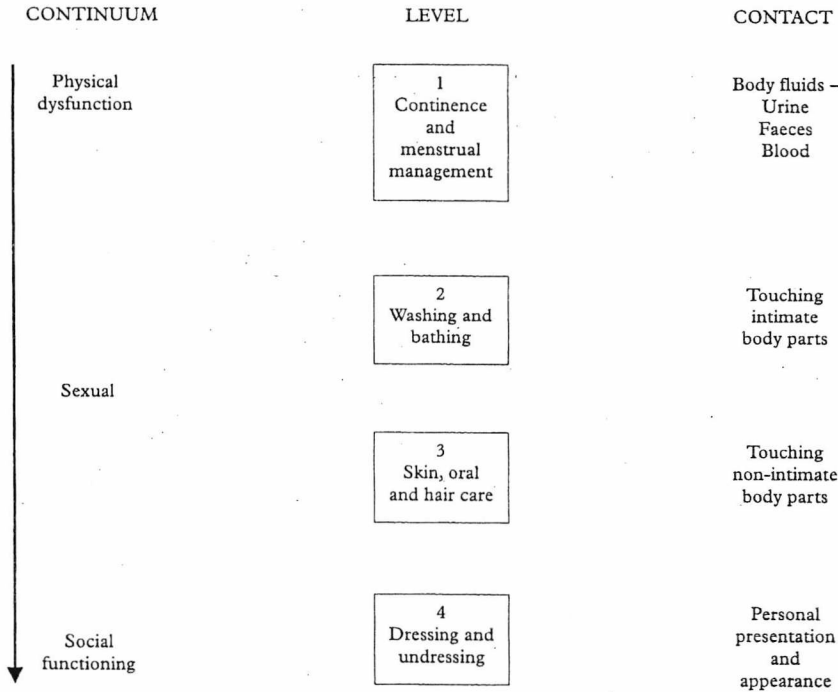 CONTINUUM LEVEL CONTACT
Physical
dysfunction
1
Continence
and
menstrual
management
Body fluids –
Urine
Faeces
Blood
2
Washing and
bathing
Touching
intimate
body parts
Sexual
3
Skin, oral
and hair care
Touching
non-intimate
body parts
Social
functioning
4
Dressing and
undressing
Personal
presentation
and
appearance